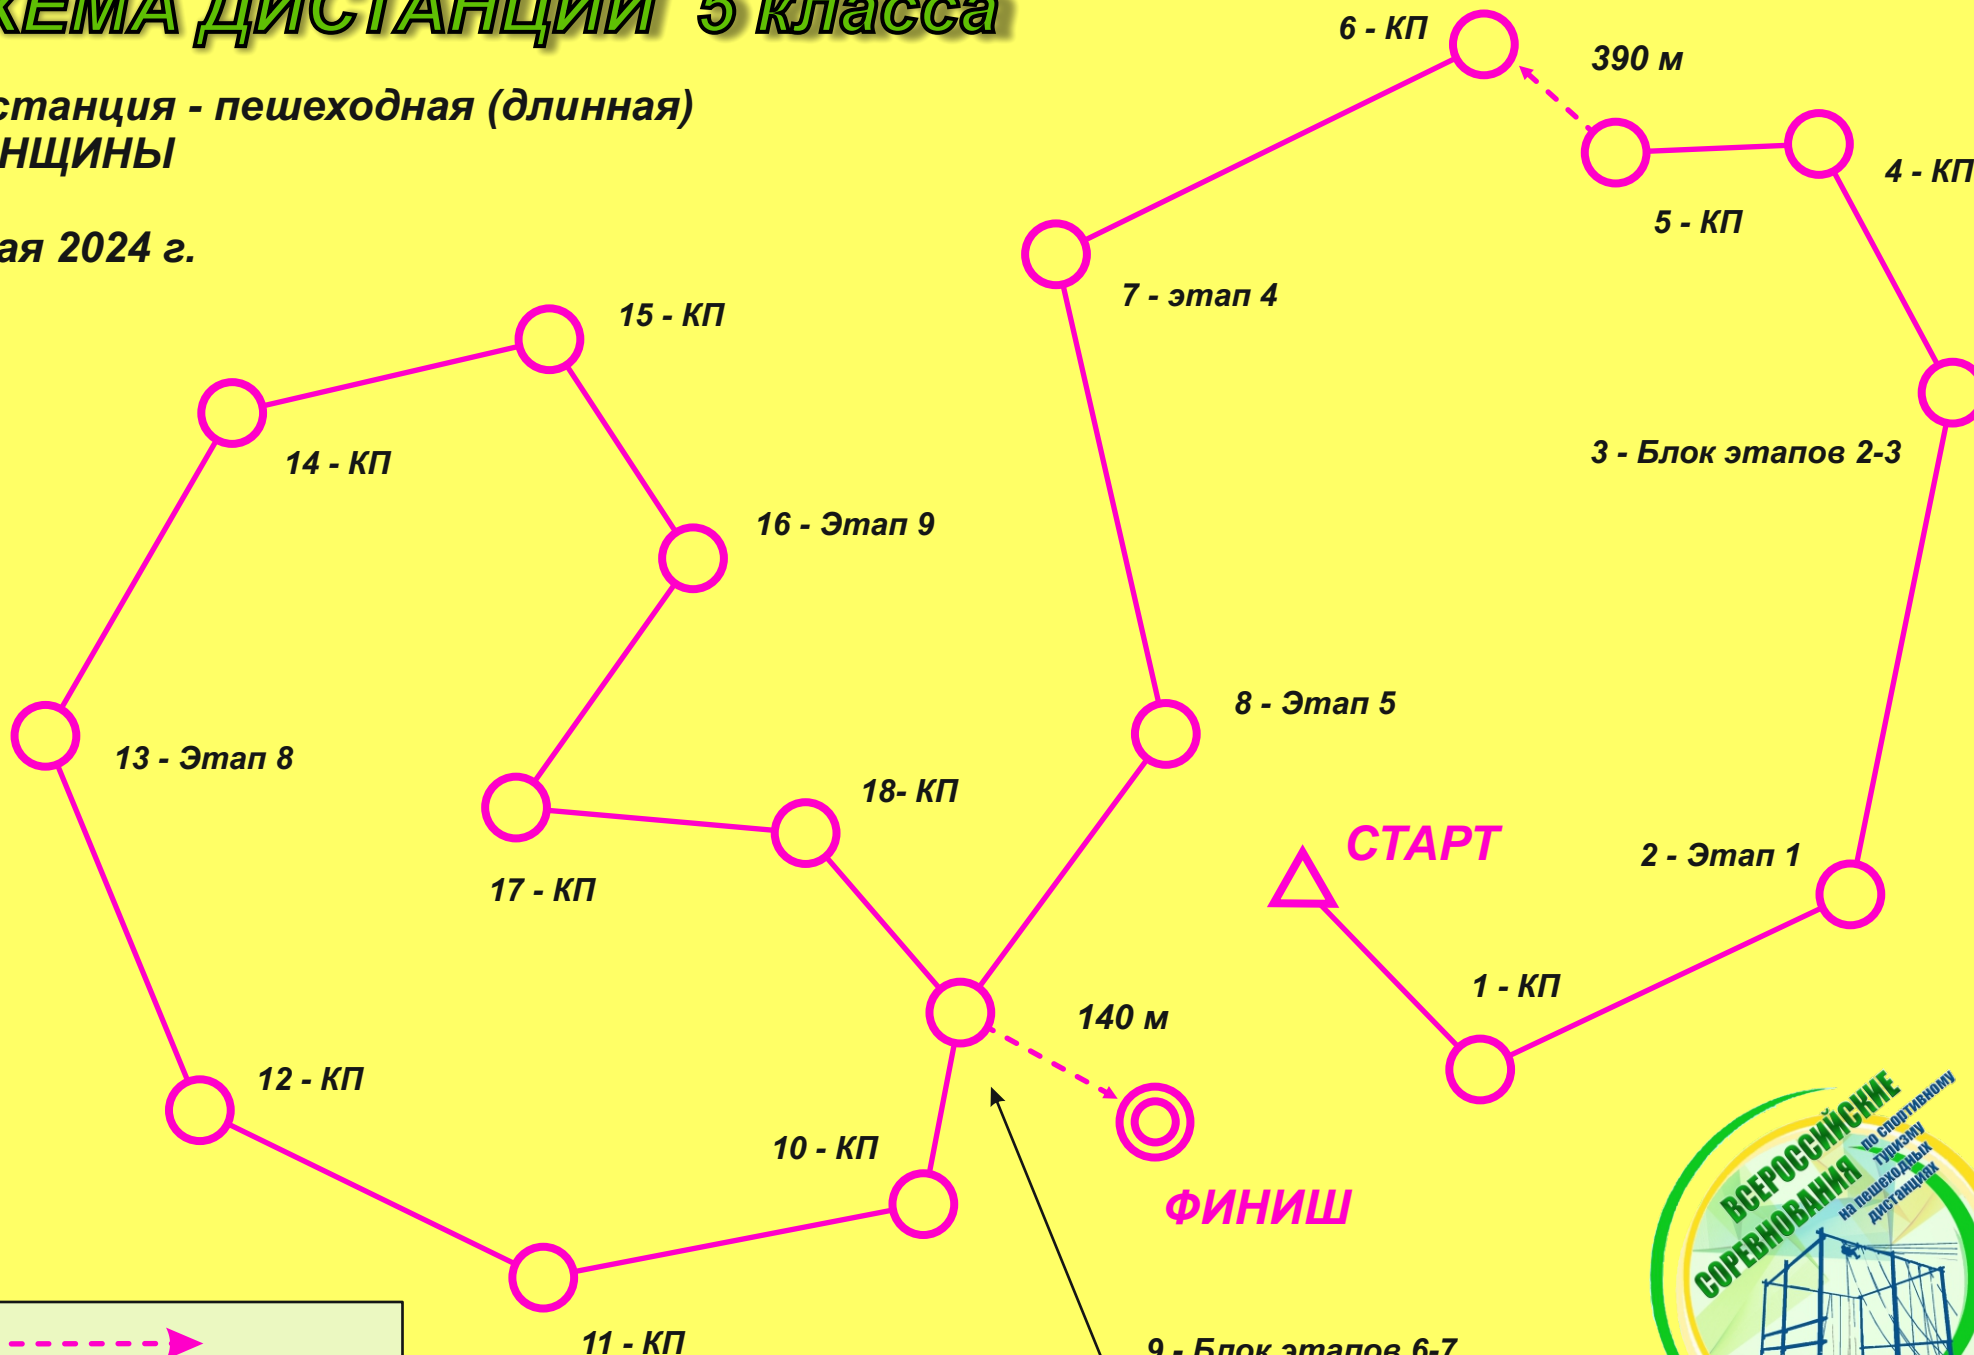 ХЕМА ДИСТАНЦИИ 5 класса
станция - пешеходная (длинная)
НЩИНЫ
ая 2024 г.
6 - КП
390 м
4 - КП
5 - КП
7 - этап 4
15 - КП
14 - КП
3 - Блок этапов 2-3
16 - Этап 9
8 - Этап 5
13 - Этап 8
18- КП
СТАРТ
2 - Этап 1
17 - КП
1 - КП
140 м
12 - КП
10 - КП
ФИНИШ
11 - КП
9 - Блок этапов 6-7
ВСЕРОССИЙСКИЕ
СОРЕВНОВАНИЯ
по спортивному
туризму
на пешеходных
дистанциях